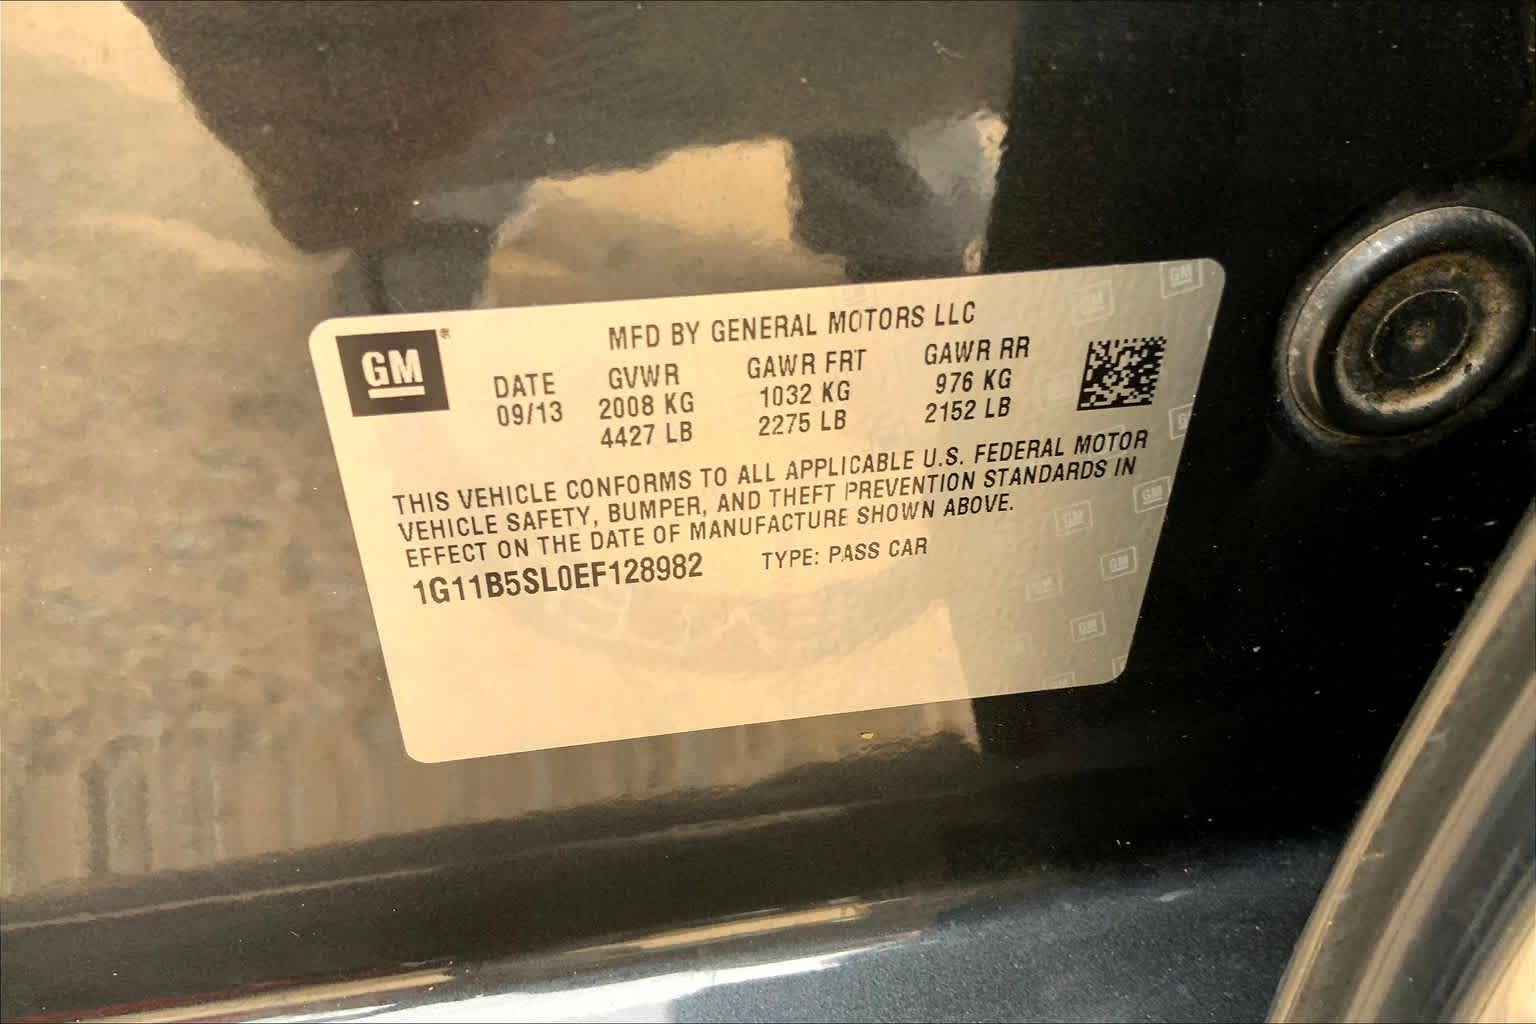 GM®
MFD BY GENERAL MOTORS LLC
DATE GVWR GAWR FRT GAWR RR
09/13 2008 KG 1032 KG 976 KG
4427 LB 2275 LB 2152 LB
THIS VEHICLE CONFORMS TO ALL APPLICABLE U.S. FEDERAL MOTOR
VEHICLE SAFETY, BUMPER, AND THEFT PREVENTION STANDARDS IN
EFFECT ON THE DATE OF MANUFACTURE SHOWN ABOVE.
1G11B5SL0EF128982 TYPE: PASS CAR